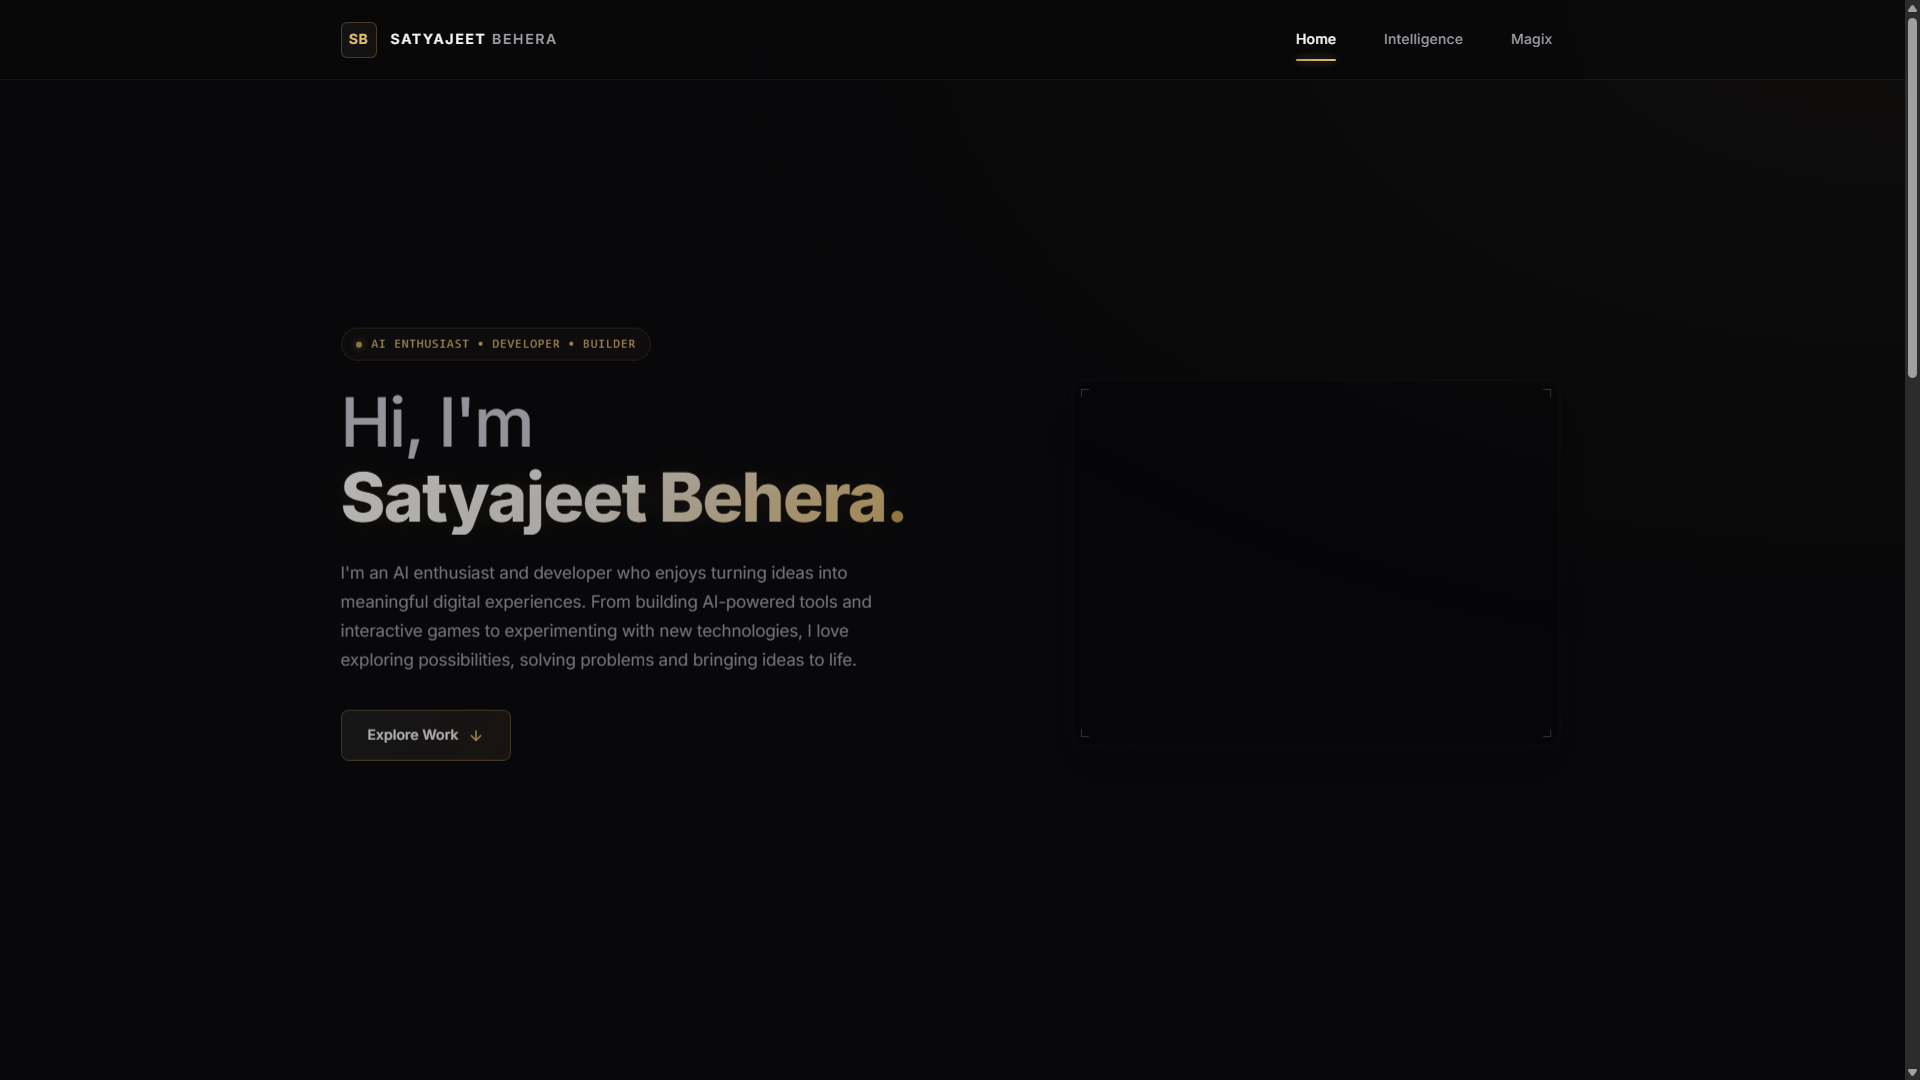 SB SATYAJEET BEHERA
Home Intelligence Magix
AI ENTHUSIAST • DEVELOPER • BUILDER
Hi, I'm
Satyajeet Behera.
I'm an AI enthusiast and developer who enjoys turning ideas into
meaningful digital experiences. From building AI-powered tools and
interactive games to experimenting with new technologies, I love
exploring possibilities, solving problems and bringing ideas to life.
Explore Work ↓